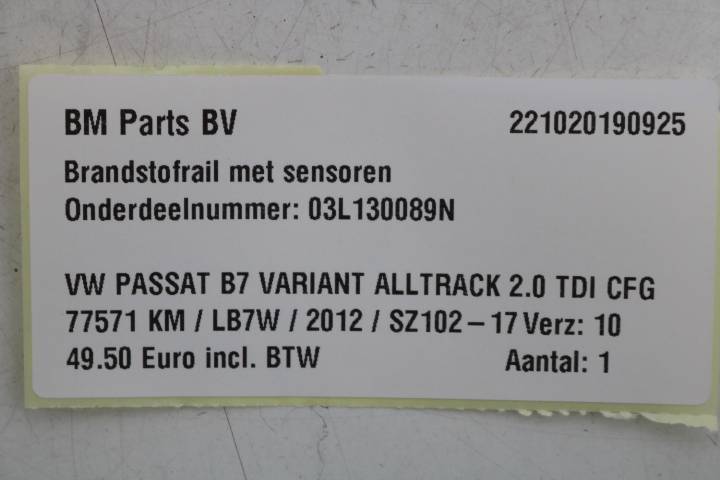 BM Parts BV 221020190925
Brandstofrail met sensoren
Onderdeelnummer: 03L130089N
VW PASSAT B7 VARIANT ALLTRACK 2.0 TDI CFG
77571 KM / LB7W / 2012 / SZ102-17 Verz: 10
49.50 Euro incl. BTW Aantal: 1